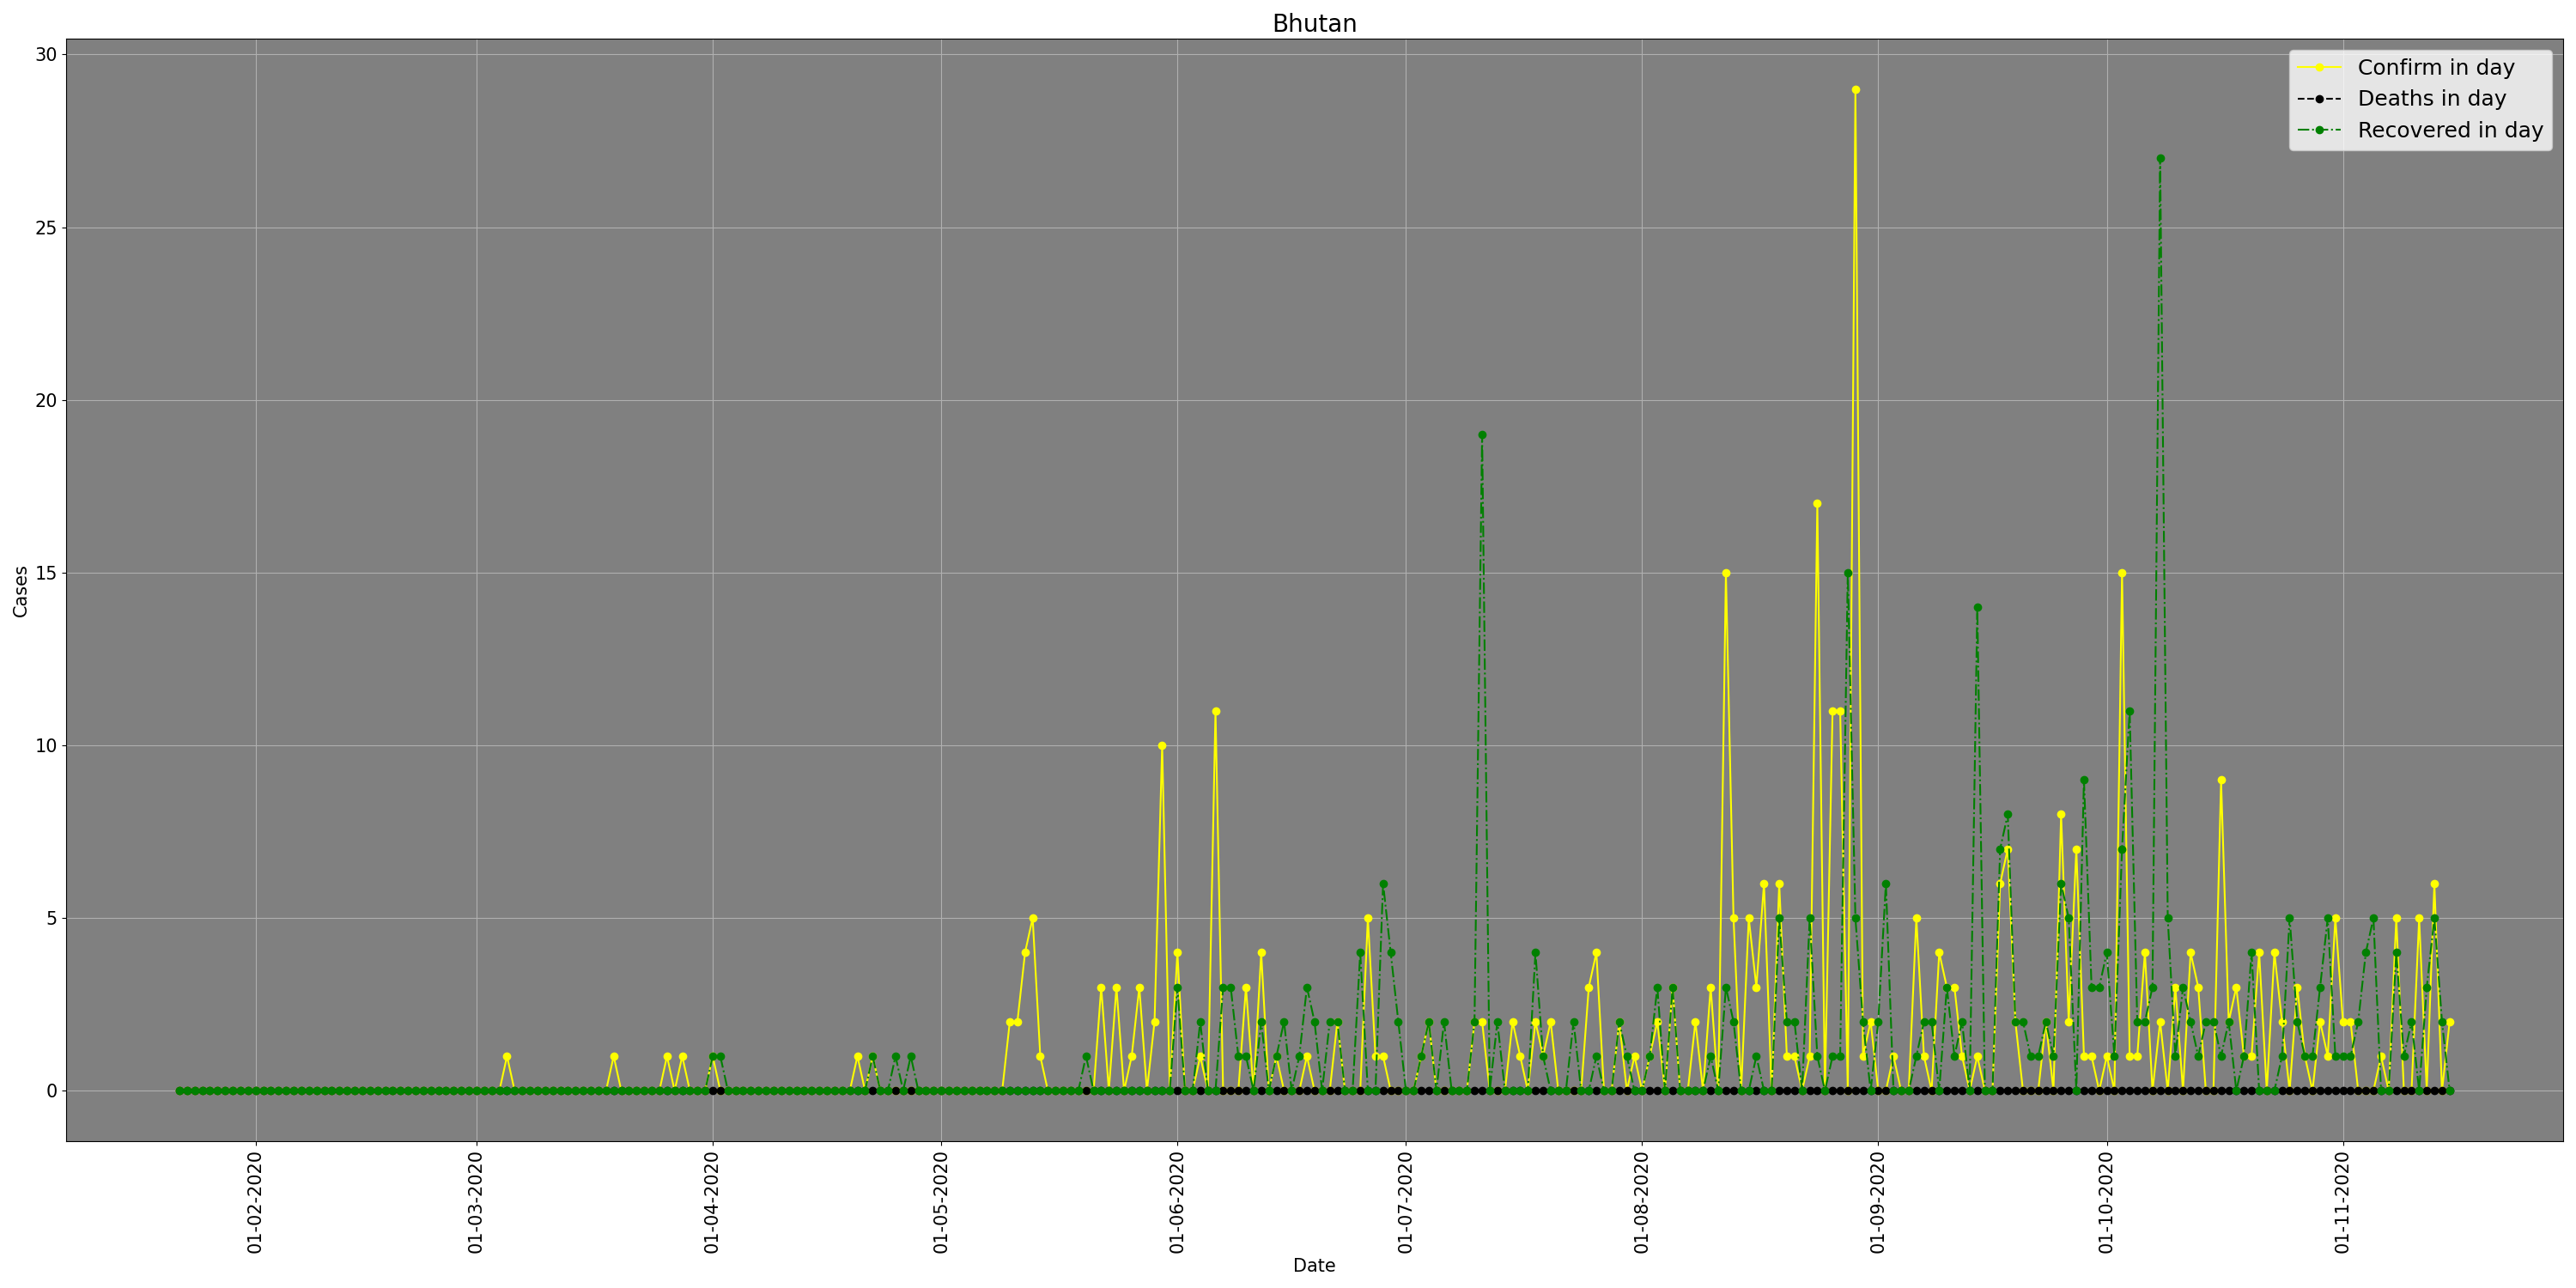 Bhutan
30
25
20
15
10
5
0
Cases
Confirm in day
Deaths in day
Recovered in day
01-02-2020
01-03-2020
01-04-2020
01-05-2020
01-06-2020
01-07-2020
01-08-2020
01-09-2020
01-10-2020
01-11-2020
Date